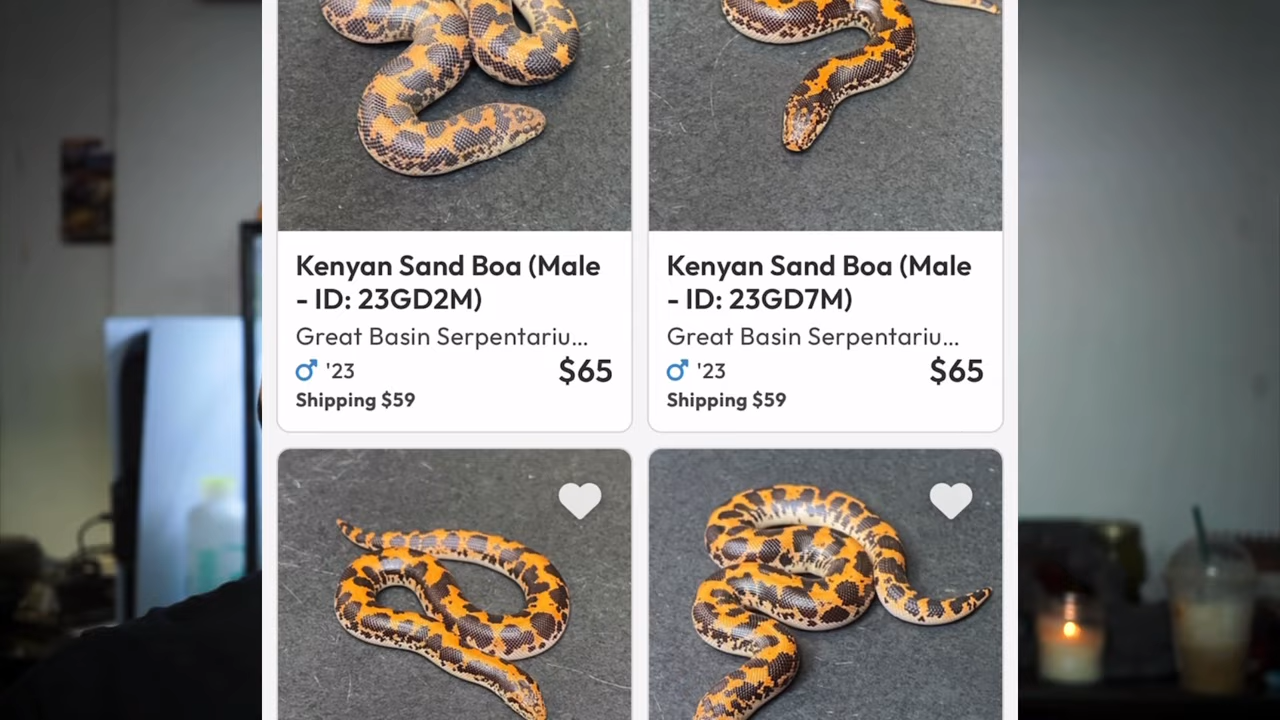 Kenyan Sand Boa (Male
- ID: 23GD2M)
Great Basin Serpentariu...
♂ '23
$65
Shipping $59
Kenyan Sand Boa (Male
- ID: 23GD7M)
Great Basin Serpentariu...
♂ '23
$65
Shipping $59